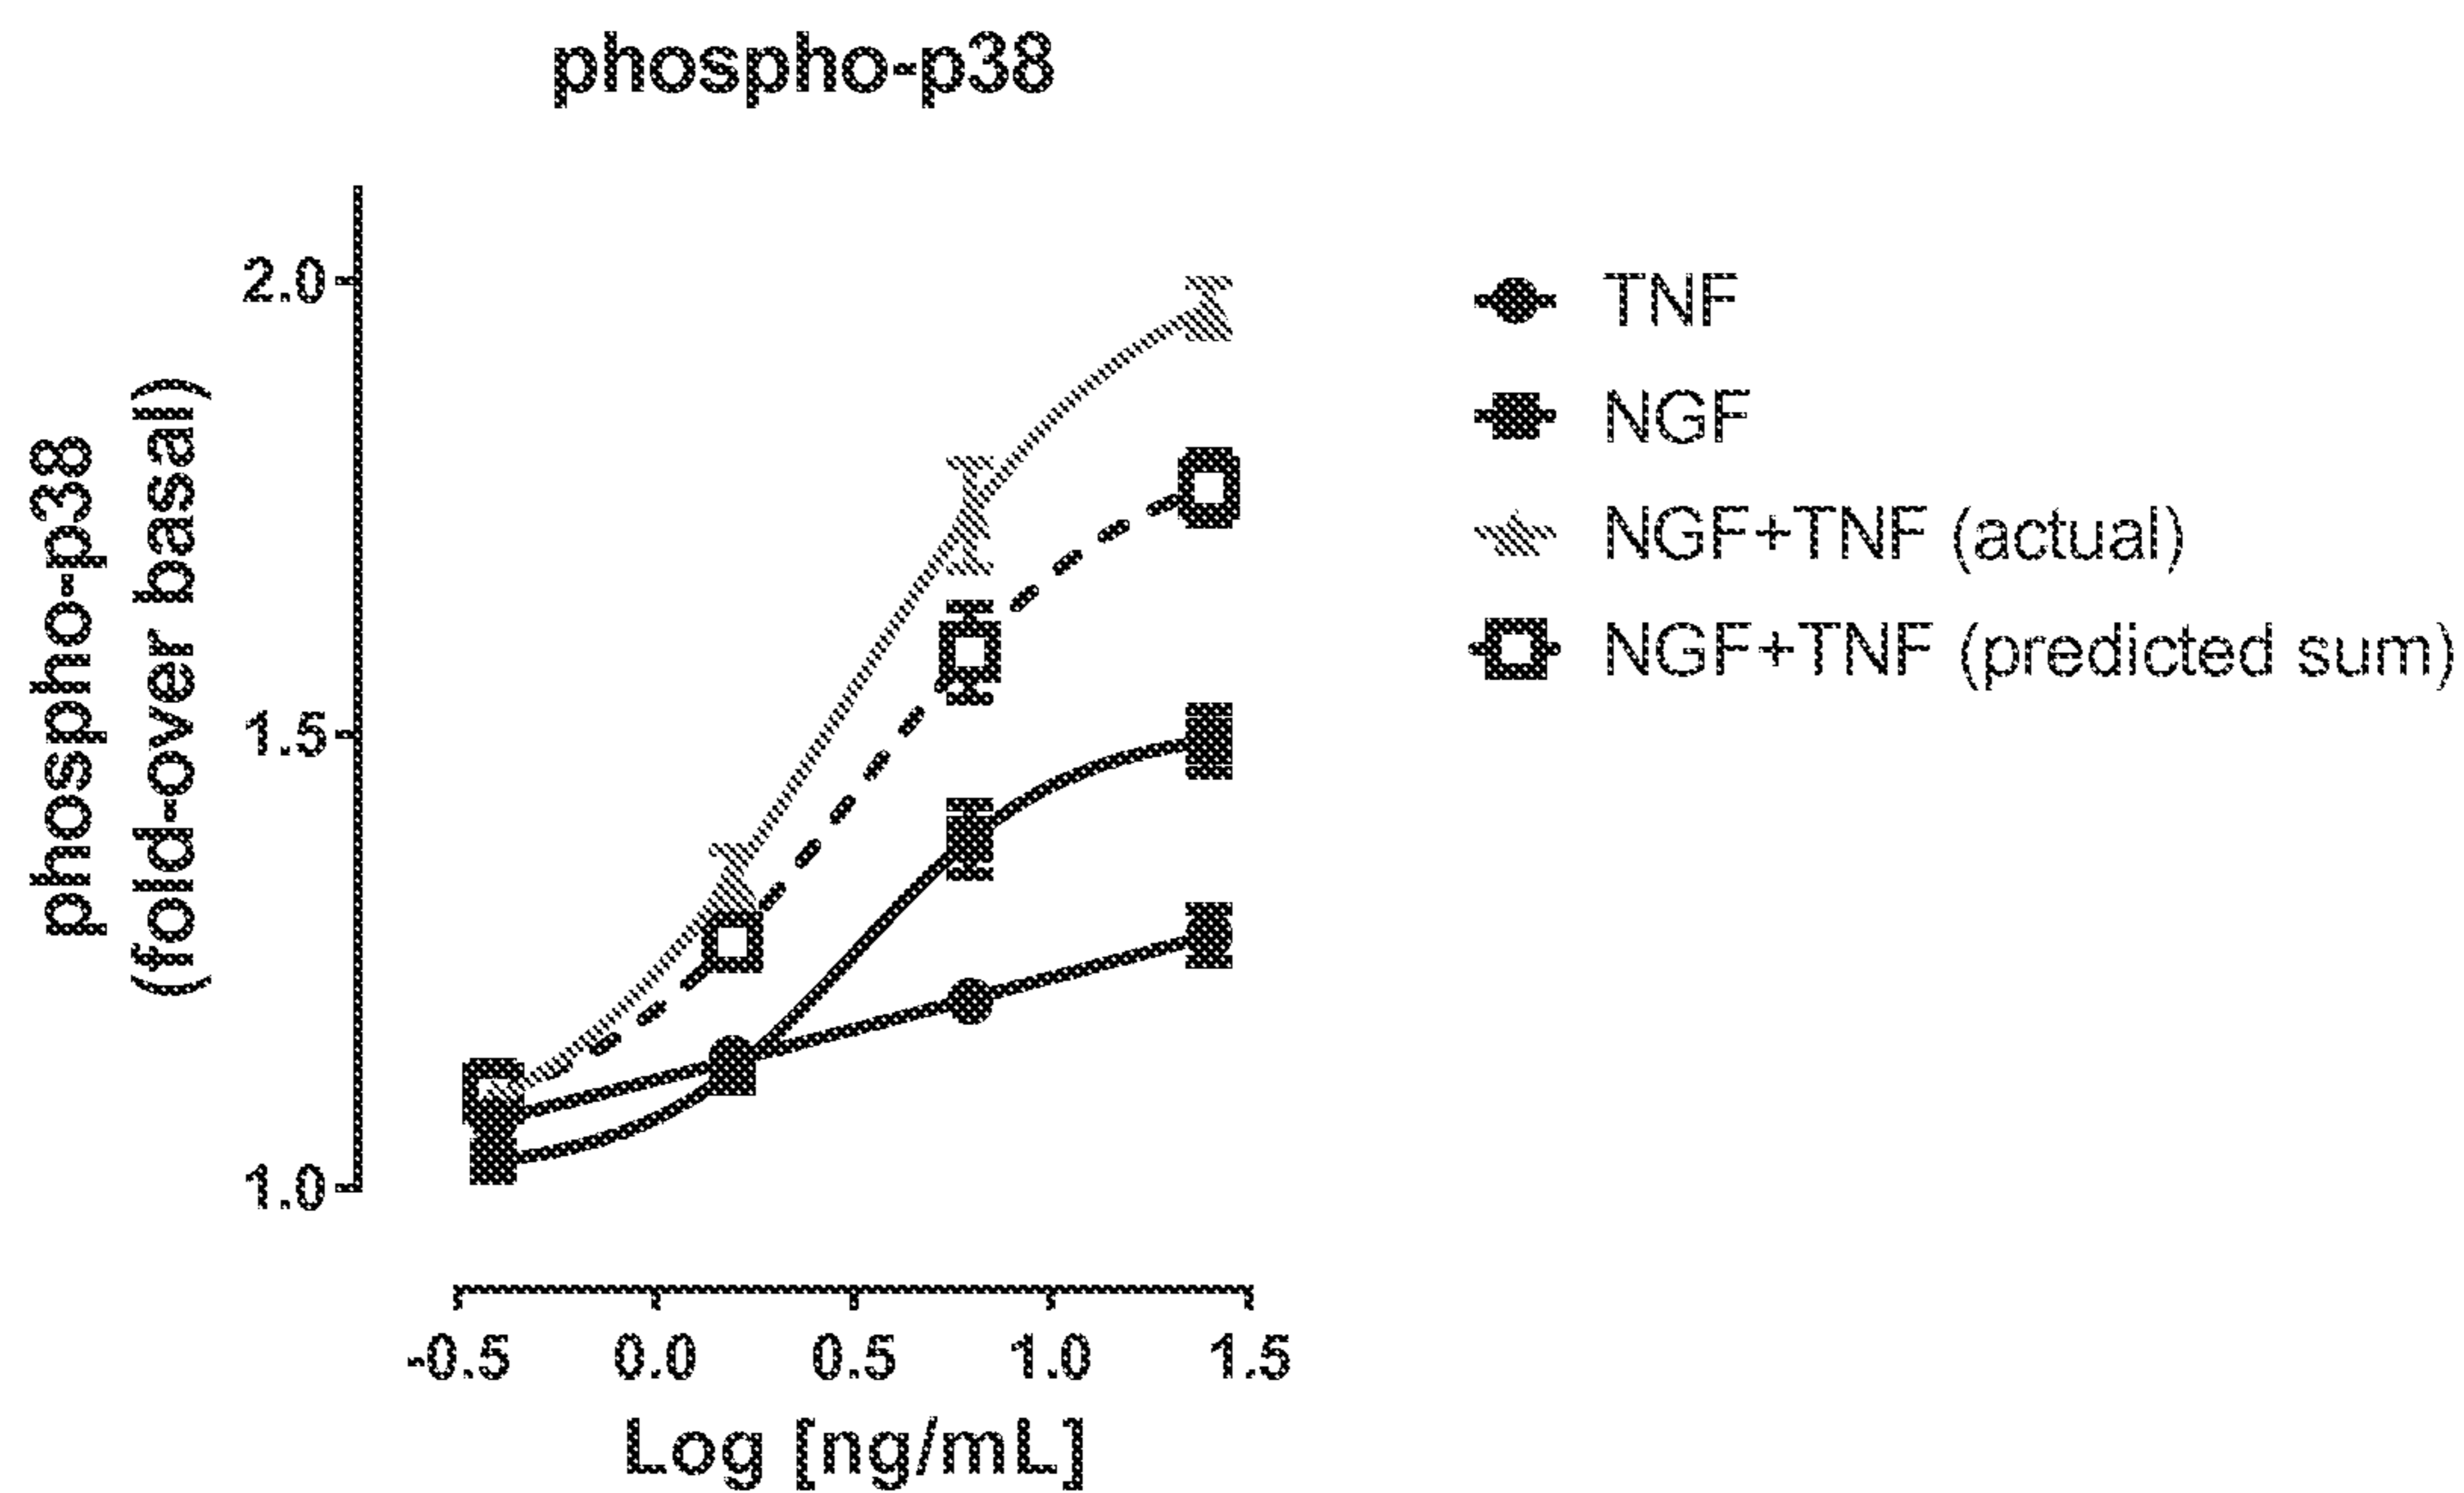 phospho-p38
phospho-p38
(fold-over basal)
2.0
1.5
1.0
-0.5 0.0 0.5 1.0 1.5
Log [ng/mL]
TNF
NGF
NGF+TNF (actual)
NGF+TNF (predicted sum)